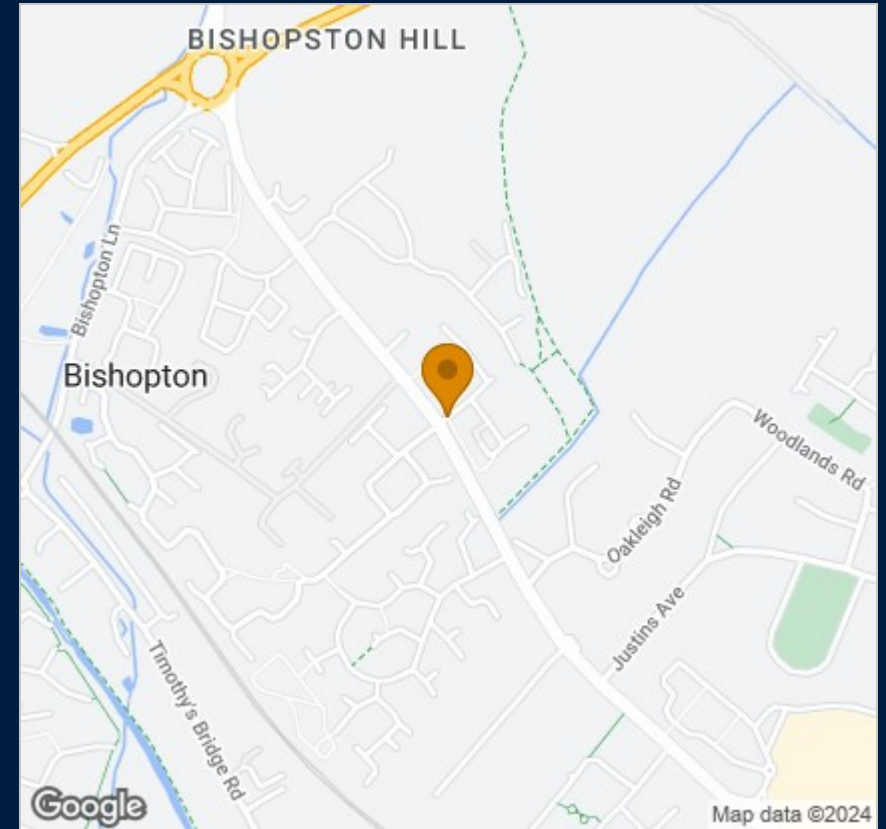 BISHOPSTON HILL
Bishopton Ln
Bishopton
Woodlands Rd
Oakleigh Rd
Justins Ave
Timothy's Bridge Rd
Google
Map data ©2024